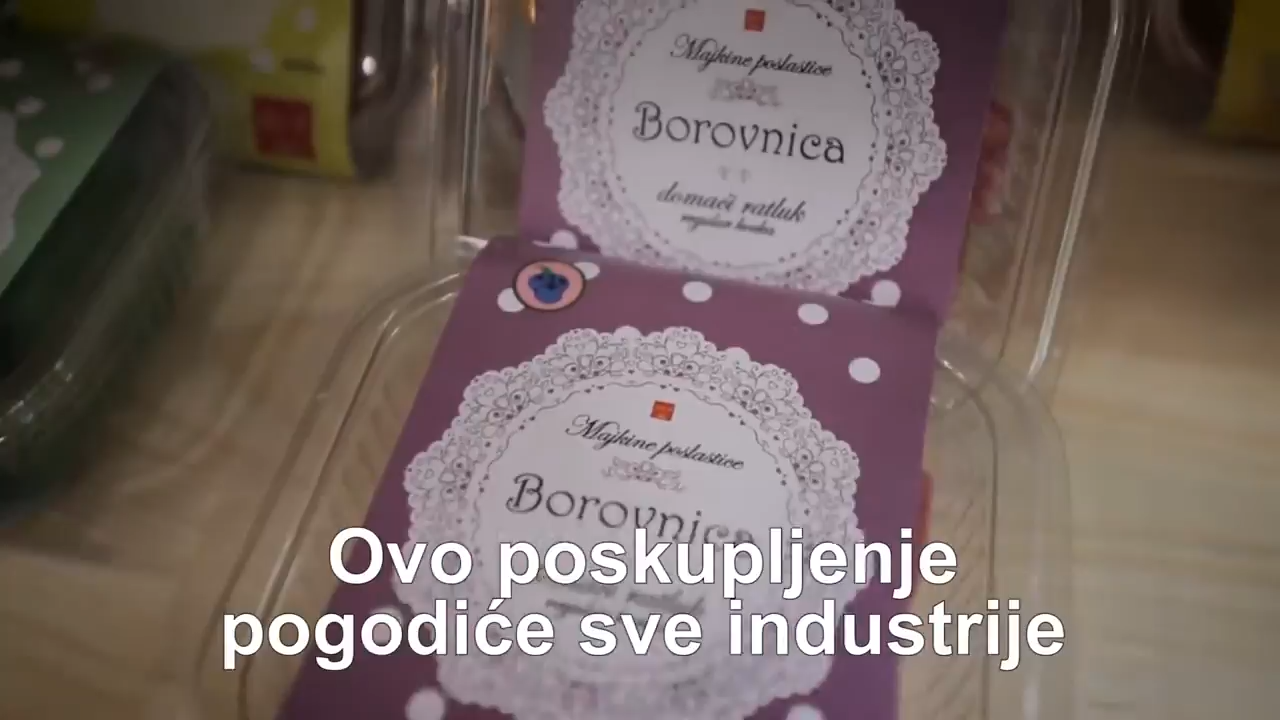 Majkine poslastice
Borovnica
domaći ratluk
Majkine poslastice
Borovnica
Ovo poskupljenje
pogodiće sve industrije